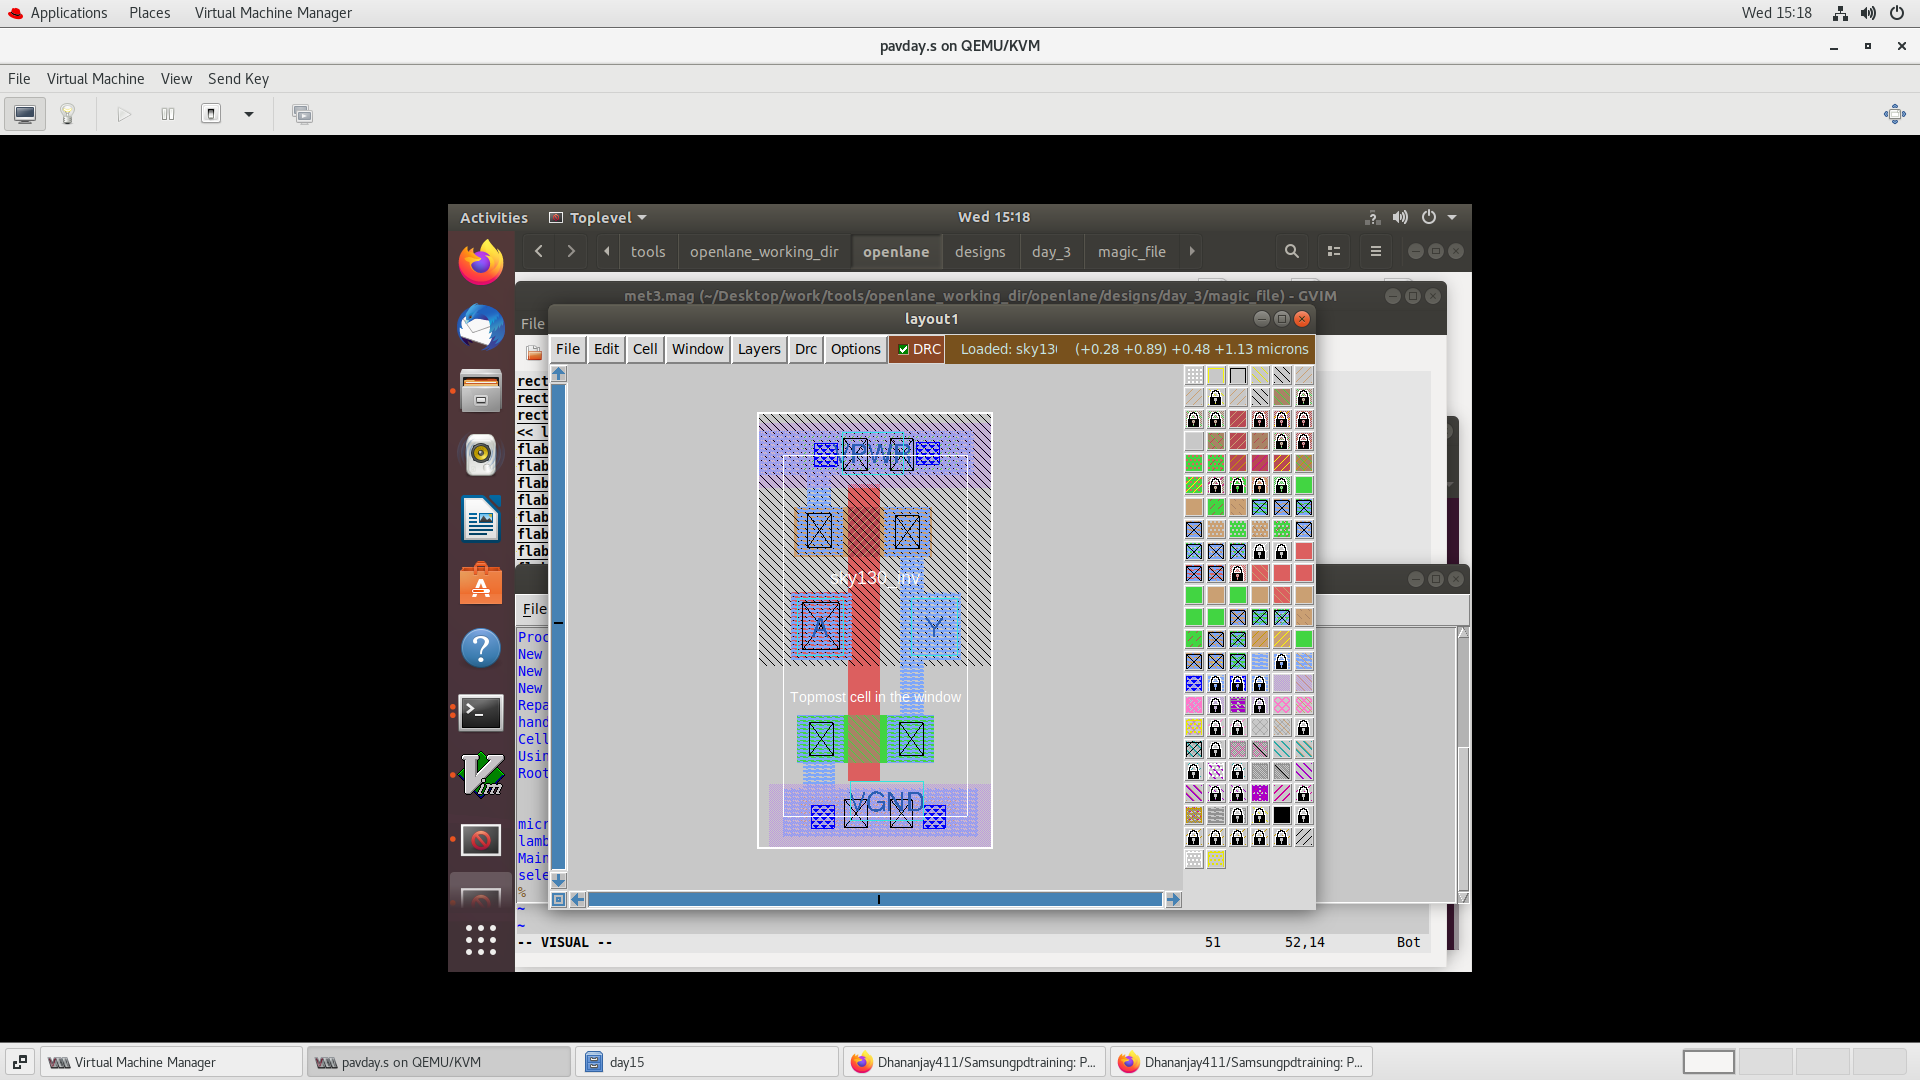 Applications Places Virtual Machine Manager Wed 15:18
pavday.s on QEMU/KVM
File Virtual Machine View Send Key
Activities Toplevel Wed 15:18
tools openlane_working_dir openlane designs day_3 magic_file
met3.mag (~/Desktop/work/tools/openlane_working_dir/openlane/designs/day_3/magic_file) - GVIM
File
layout1
File Edit Cell Window Layers Drc Options DRC Loaded: sky13 (+0.28 +0.89) +0.48 +1.13 microns
rect
rect
rect
<< l
flab
flab
flab
flab
flab
flab
flab
VPWR
sky130_inv
A Y
Topmost cell in the window
VGND
File
Proc
New
New
New
Repa
hand
Cell
Usin
Root
micr
lamb
Main
sele
%
~
~
-- VISUAL -- 51 52,14 Bot
Virtual Machine Manager pavday.s on QEMU/KVM day15 Dhananjay411/Samsungpdtraining: P... Dhananjay411/Samsungpdtraining: P...